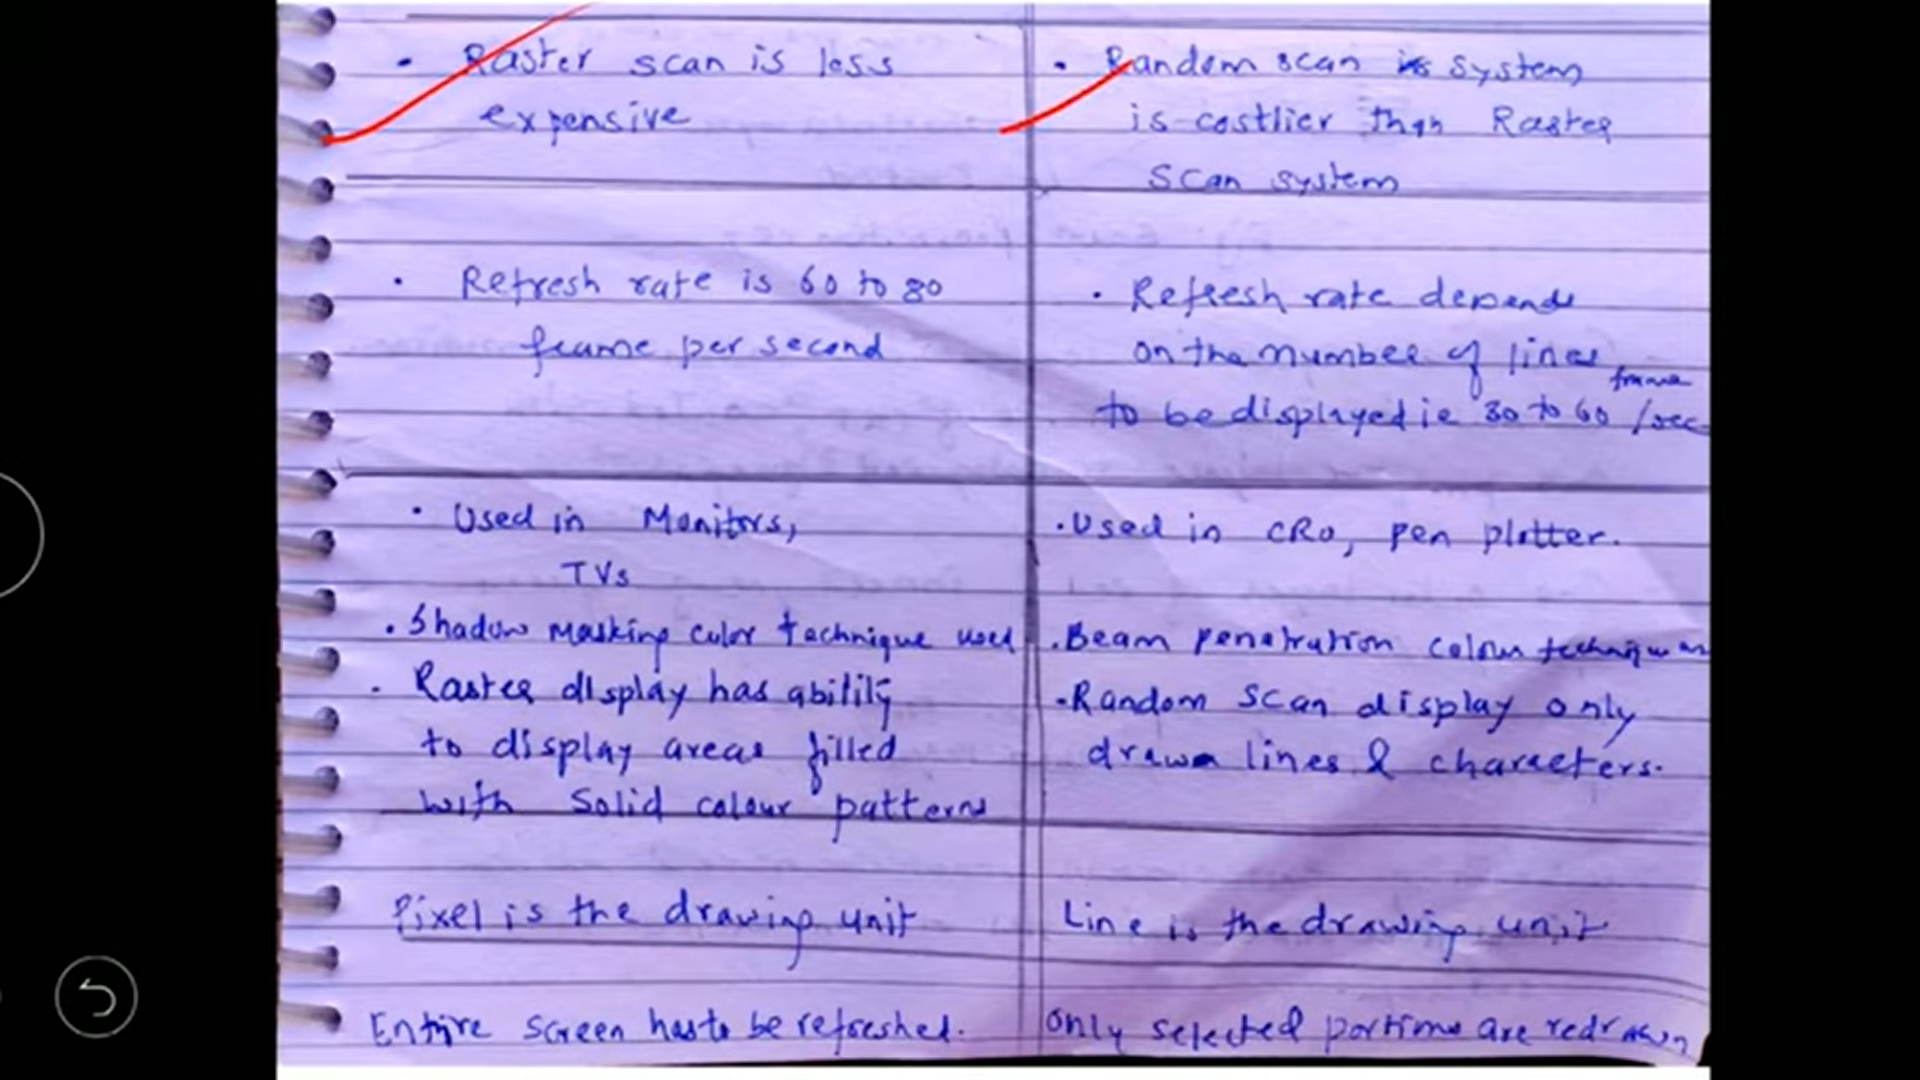 • Raster scan is less
expensive
• Random scan is system
is costlier than Raster
scan system
• Refresh rate is 60 to 80
frame per second
• Refresh rate depends
on the number of lines
frame
to be displayed ie 30 to 60 /sec
• Used in Monitors,
TVs
• Used in CRO, pen plotter.
• Shadow masking color technique used
• Beam penetration colour technique
• Raster display has ability
to display areas filled
with solid colour patterns
• Random scan display only
draws lines & characters.
Pixel is the drawing unit
Line is the drawing unit
Entire screen has to be refreshed.
Only selected portions are redrawn